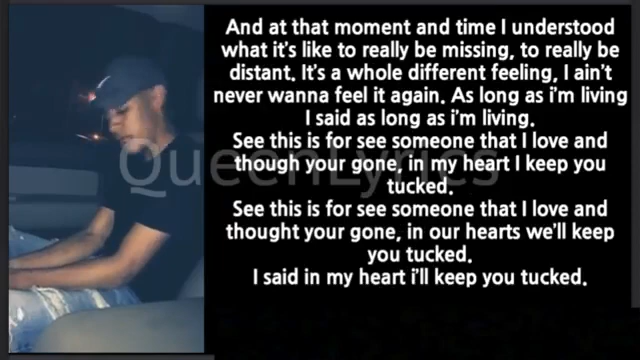 And at that moment and time I understood
what it's like to really be missing, to really be
distant. It's a whole different feeling, I ain't
never wanna feel it again. As long as i'm living
I said as long as i'm living.
See this is for see someone that I love and
though your gone, in my heart I keep you
tucked.
See this is for see someone that I love and
thought your gone, in our hearts we'll keep
you tucked.
I said in my heart i'll keep you tucked.
QueenLyrics